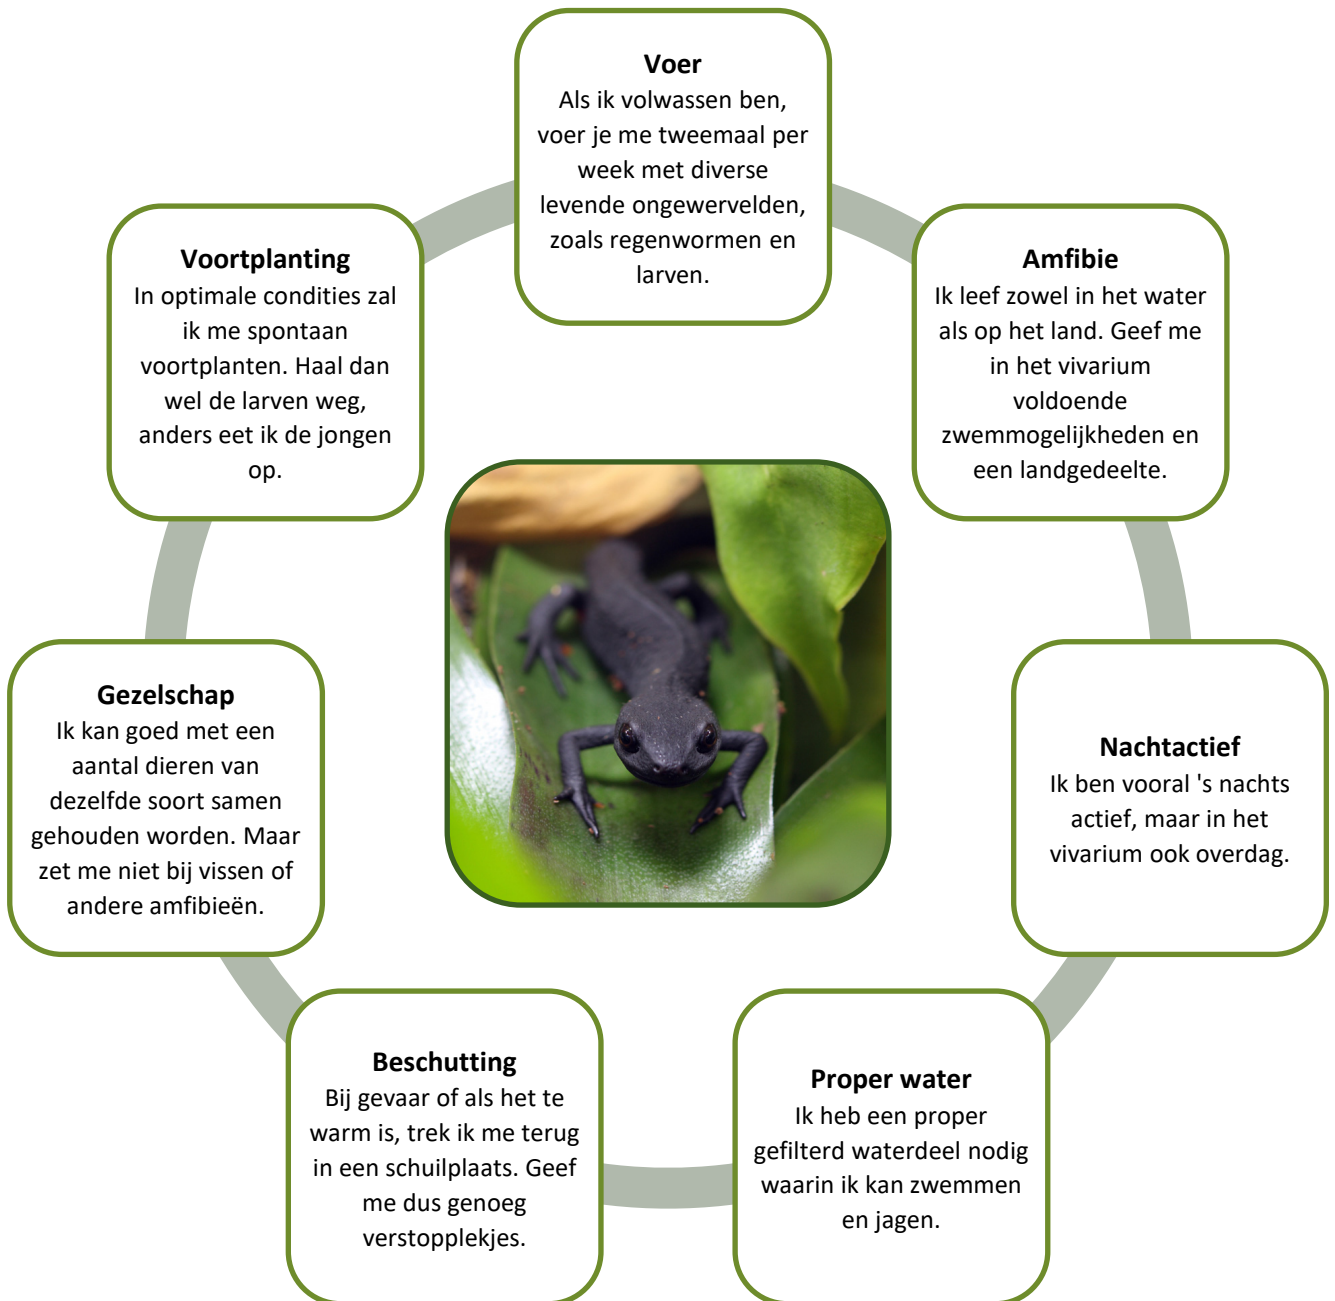 Voer
Als ik volwassen ben,
voer je me tweemaal per
week met diverse
levende ongewervelden,
zoals regenwormen en
larven.
Amfibie
Ik leef zowel in het water
als op het land. Geef me
in het vivarium
voldoende
zwemmogelijkheden en
een landgedeelte.
Nachtactief
Ik ben vooral 's nachts
actief, maar in het
vivarium ook overdag.
Proper water
Ik heb een proper
gefilterd waterdeel nodig
waarin ik kan zwemmen
en jagen.
Beschutting
Bij gevaar of als het te
warm is, trek ik me terug
in een schuilplaats. Geef
me dus genoeg
verstopplekjes.
Gezelschap
Ik kan goed met een
aantal dieren van
dezelfde soort samen
gehouden worden. Maar
zet me niet bij vissen of
andere amfibieën.
Voortplanting
In optimale condities zal
ik me spontaan
voortplanten. Haal dan
wel de larven weg,
anders eet ik de jongen
op.